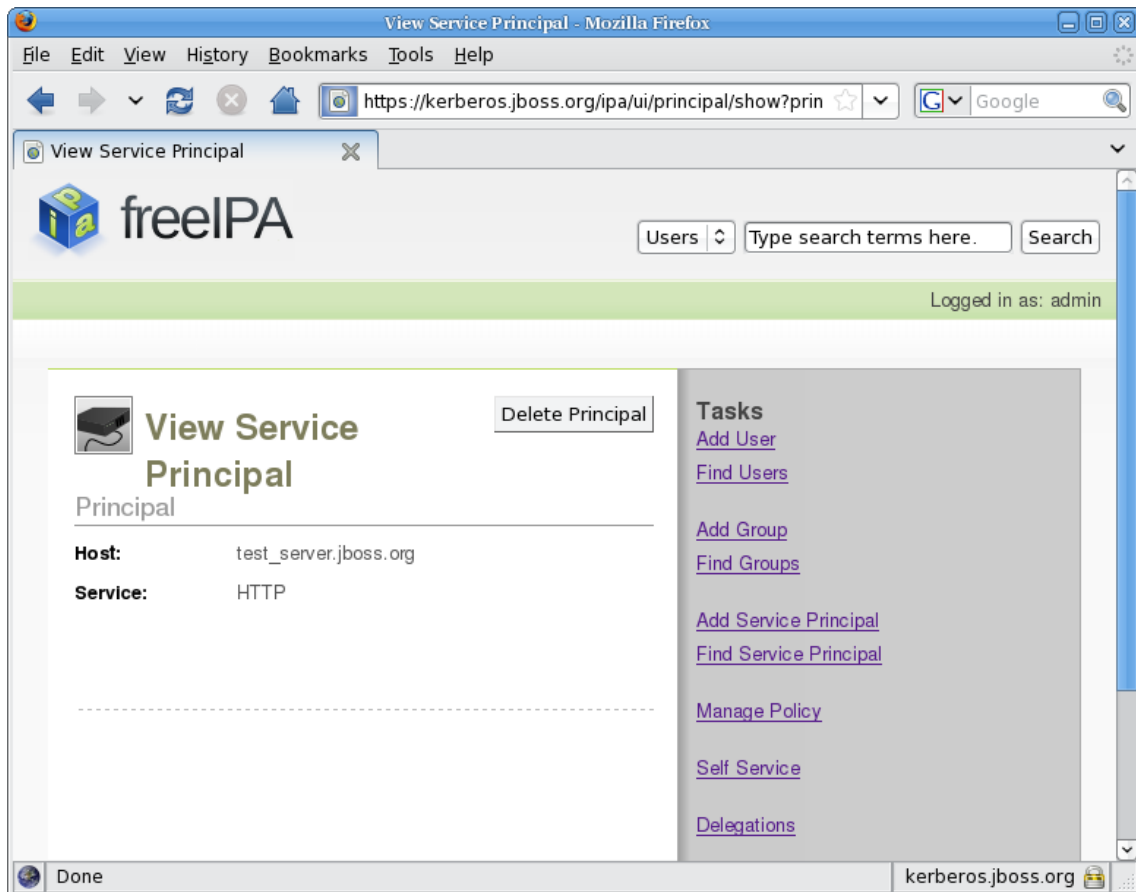 View Service Principal - Mozilla Firefox
File Edit View History Bookmarks Tools Help
https://kerberos.jboss.org/ipa/ui/principal/show?prin G Google
View Service Principal
ipa freeIPA
Users Type search terms here. Search
Logged in as: admin
View Service
Principal
Delete Principal
Principal
Host: test_server.jboss.org
Service: HTTP
Tasks
Add User
Find Users
Add Group
Find Groups
Add Service Principal
Find Service Principal
Manage Policy
Self Service
Delegations
Done kerberos.jboss.org